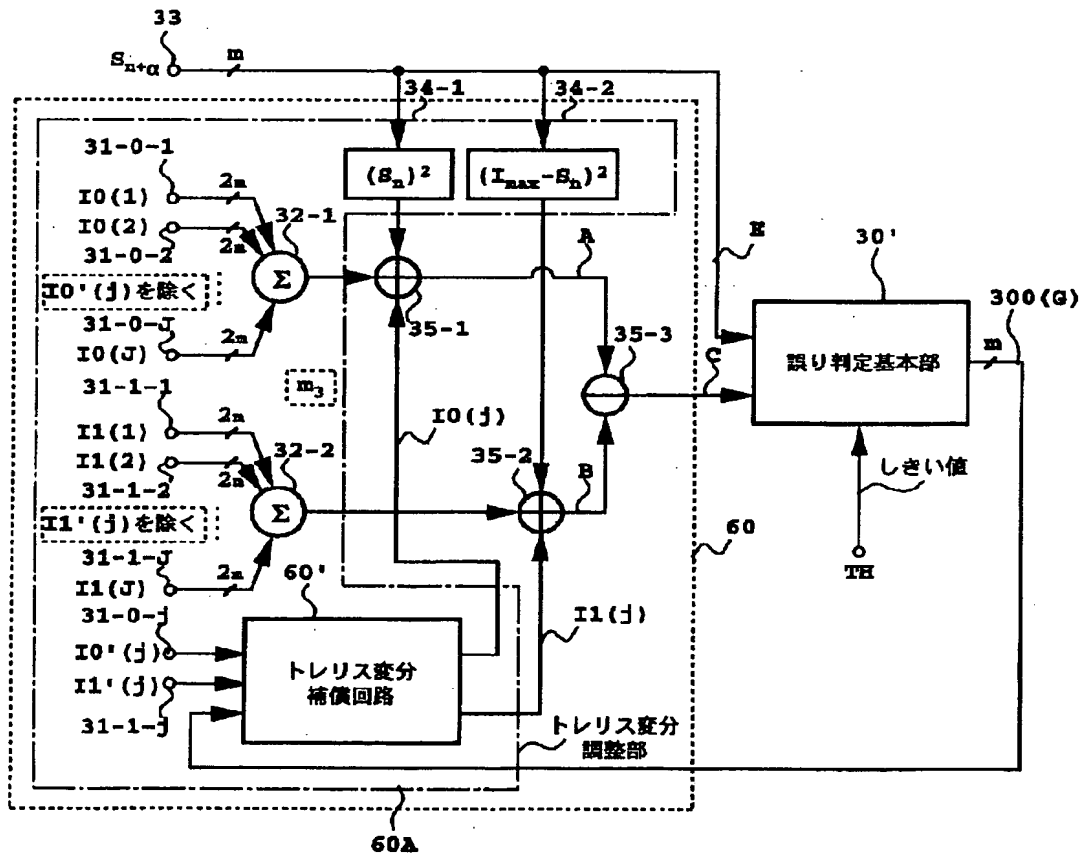 33
Sn+α
m
34-1
34-2
31-0-1
I0(1)
2m
(Sn)²
(Imax-Sn)²
I0(2)
2m
32-1
31-0-2
Σ
A
E
30'
I0'(j)を除く
35-1
300(G)
31-0-J
2m
I0(J)
35-3
C
誤り判定基本部
m
31-1-1
m3
I1(1)
2m
I0(j)
I1(2)
2m
32-2
35-2
31-1-2
Σ
B
しきい値
I1'(j)を除く
31-1-J
60
I1(J)
2m
60'
TH
31-0-j
I1(j)
I0'(j)
トレリス変分
補償回路
I1'(j)
31-1-j
トレリス変分
調整部
60A